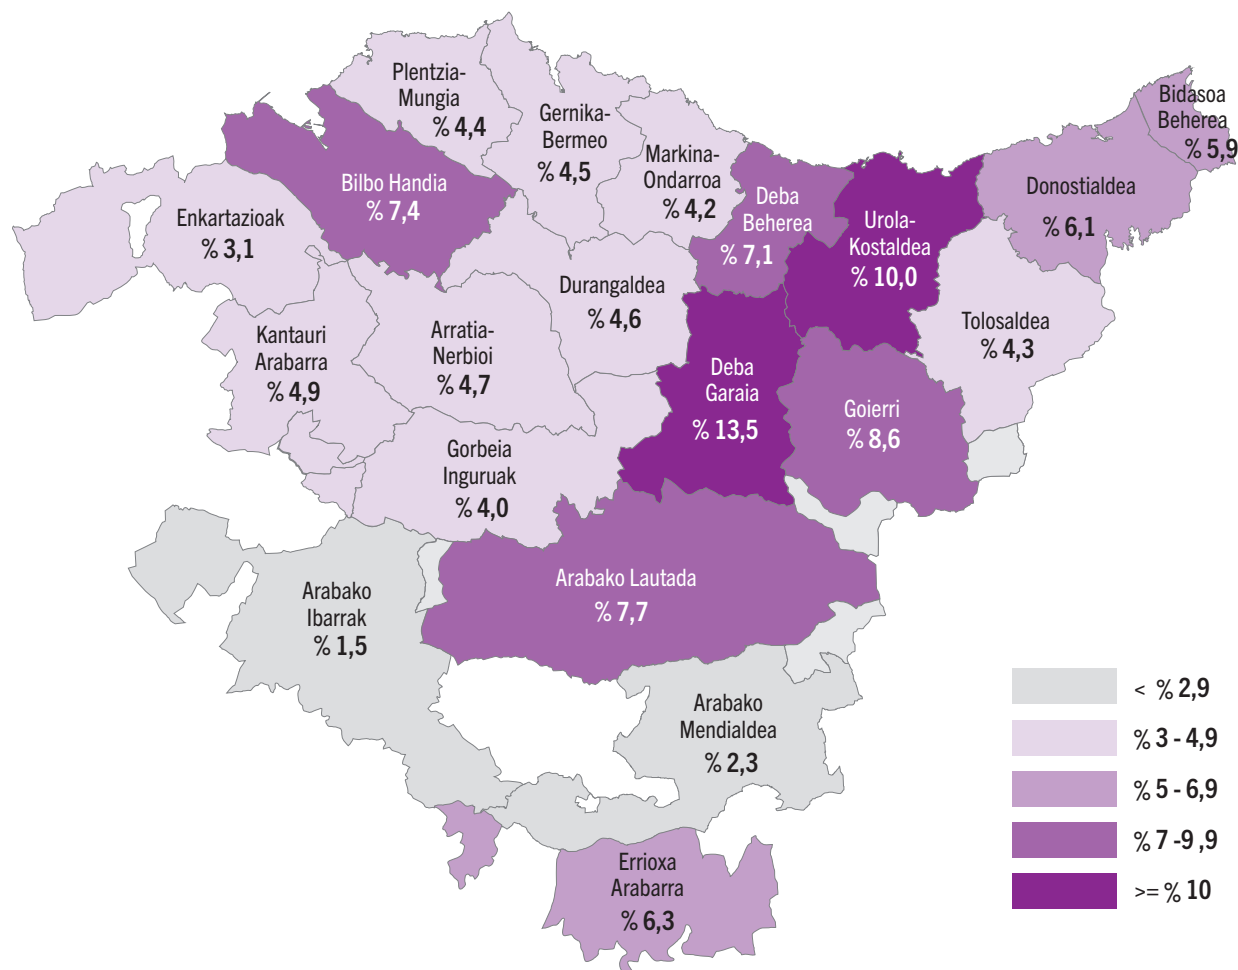 Plentzia-
Mungia
% 4,4
Gernika-
Bermeo
% 4,5
Markina-
Ondarroa
% 4,2
Bidasoa
Beherea
% 5,9
Bilbo Handia
% 7,4
Enkartazioak
% 3,1
Deba
Beherea
% 7,1
Urola-
Kostaldea
% 10,0
Donostialdea
% 6,1
Kantauri
Arabarra
% 4,9
Arratia-
Nerbioi
% 4,7
Durangaldea
% 4,6
Tolosaldea
% 4,3
Deba
Garaia
% 13,5
Goierri
% 8,6
Gorbeia
Inguruak
% 4,0
Arabako
Ibarrak
% 1,5
Arabako Lautada
% 7,7
Arabako
Mendialdea
% 2,3
Errioxa
Arabarra
% 6,3
< % 2,9
% 3 - 4,9
% 5 - 6,9
% 7 -9 ,9
>= % 10